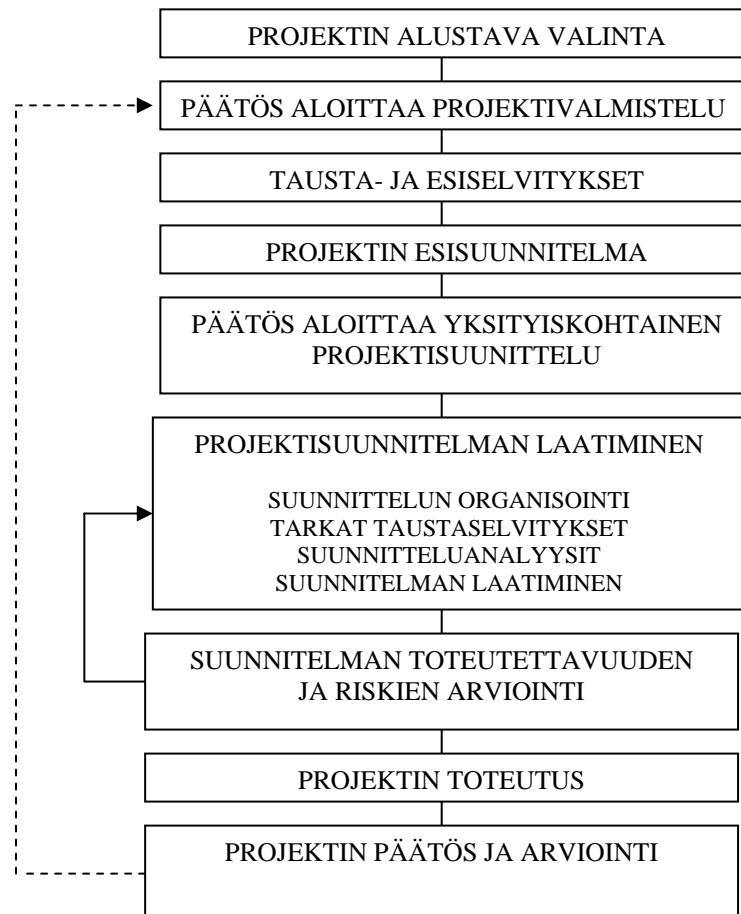 PROJEKTIN ALUSTAVA VALINTA
PÄÄTÖS ALOITTAA PROJEKTIVALMISTELU
TAUSTA- JA ESISELVITYKSET
PROJEKTIN ESISUUNNITELMA
PÄÄTÖS ALOITTAA YKSITYISKOHTAINEN
PROJEKTISUUNITTELU
PROJEKTISUUNNITELMAN LAATIMINEN
SUUNNITTELUN ORGANISOINTI
TARKAT TAUSTASELVITYKSET
SUUNNITTELUANALYYSIT
SUUNNITELMAN LAATIMINEN
SUUNNITELMAN TOTEUTETTAVUUDEN
JA RISKIEN ARVIOINTI
PROJEKTIN TOTEUTUS
PROJEKTIN PÄÄTÖS JA ARVIOINTI